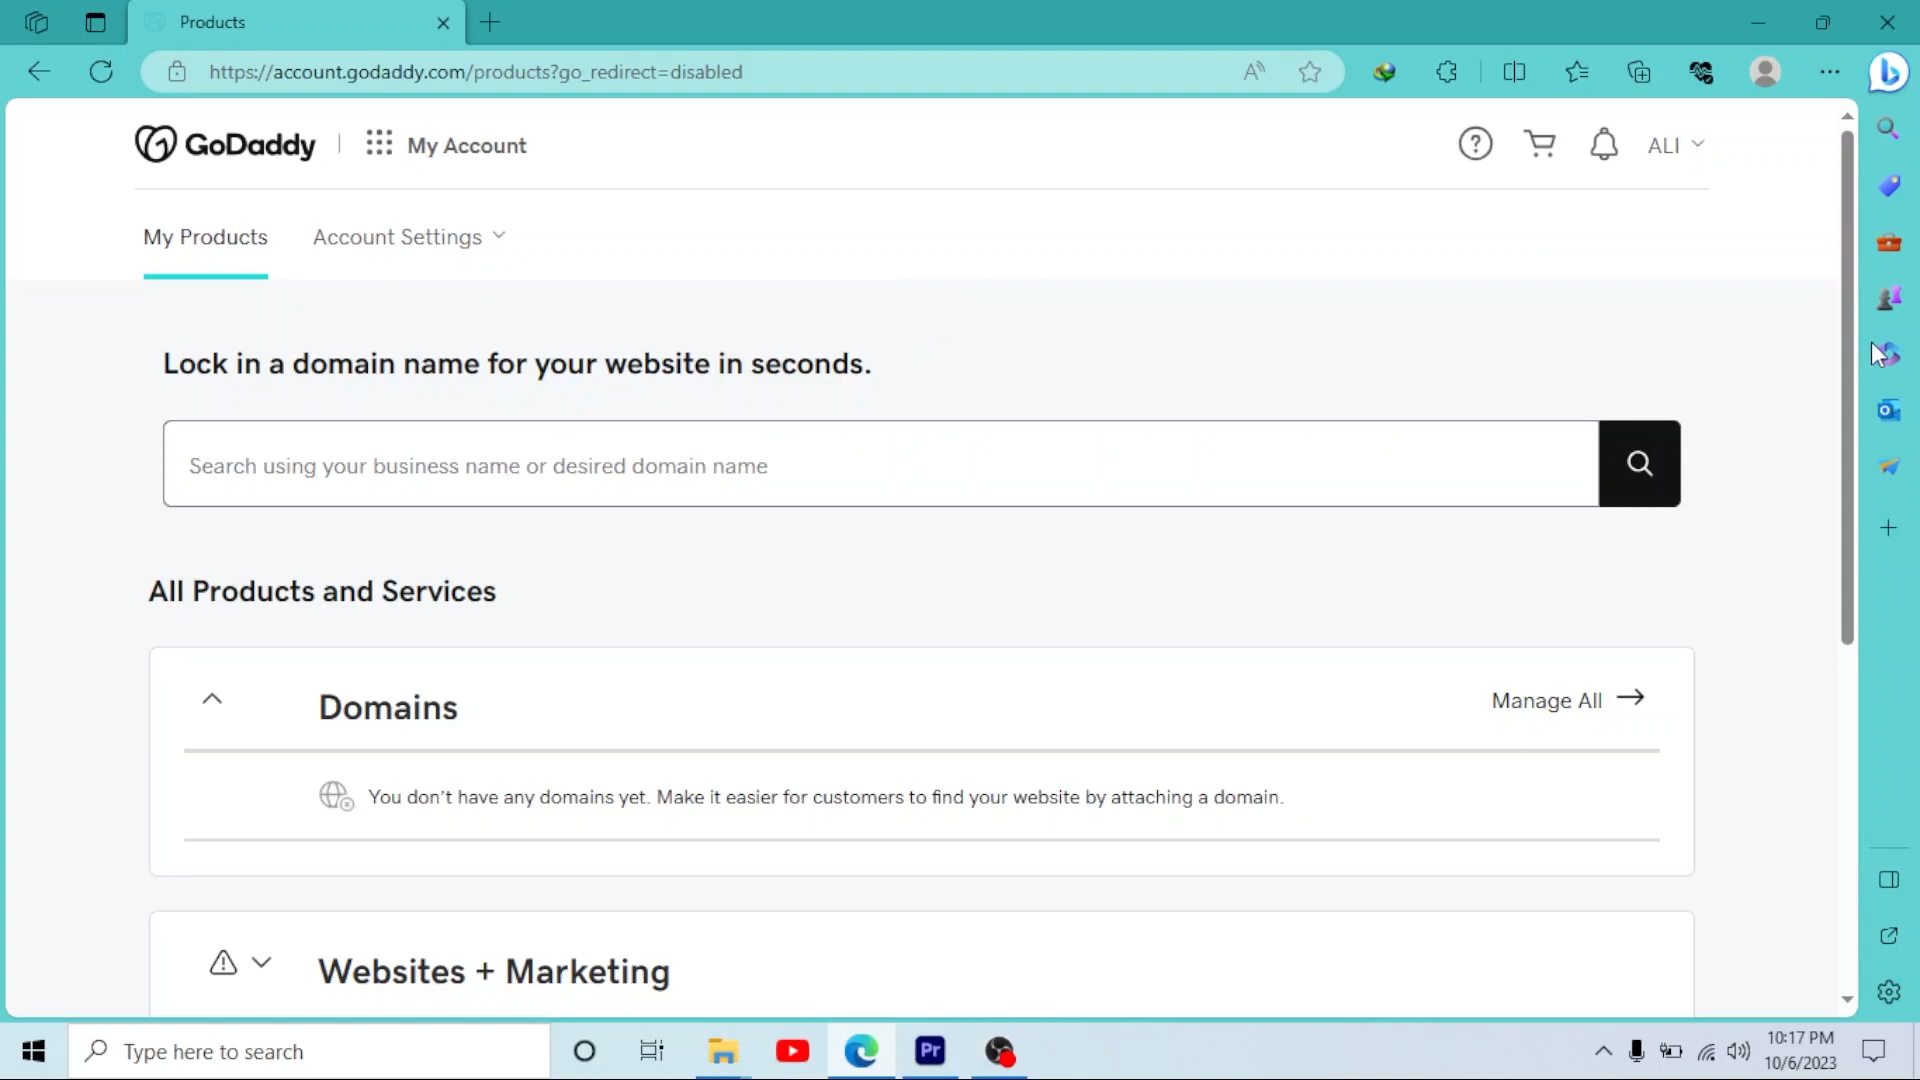 Products
https://account.godaddy.com/products?go_redirect=disabled
GoDaddy
My Account
ALI
My Products
Account Settings
Lock in a domain name for your website in seconds.
Search using your business name or desired domain name
All Products and Services
Domains
Manage All
You don't have any domains yet. Make it easier for customers to find your website by attaching a domain.
Websites + Marketing
Type here to search
Pr
10:17 PM
10/6/2023